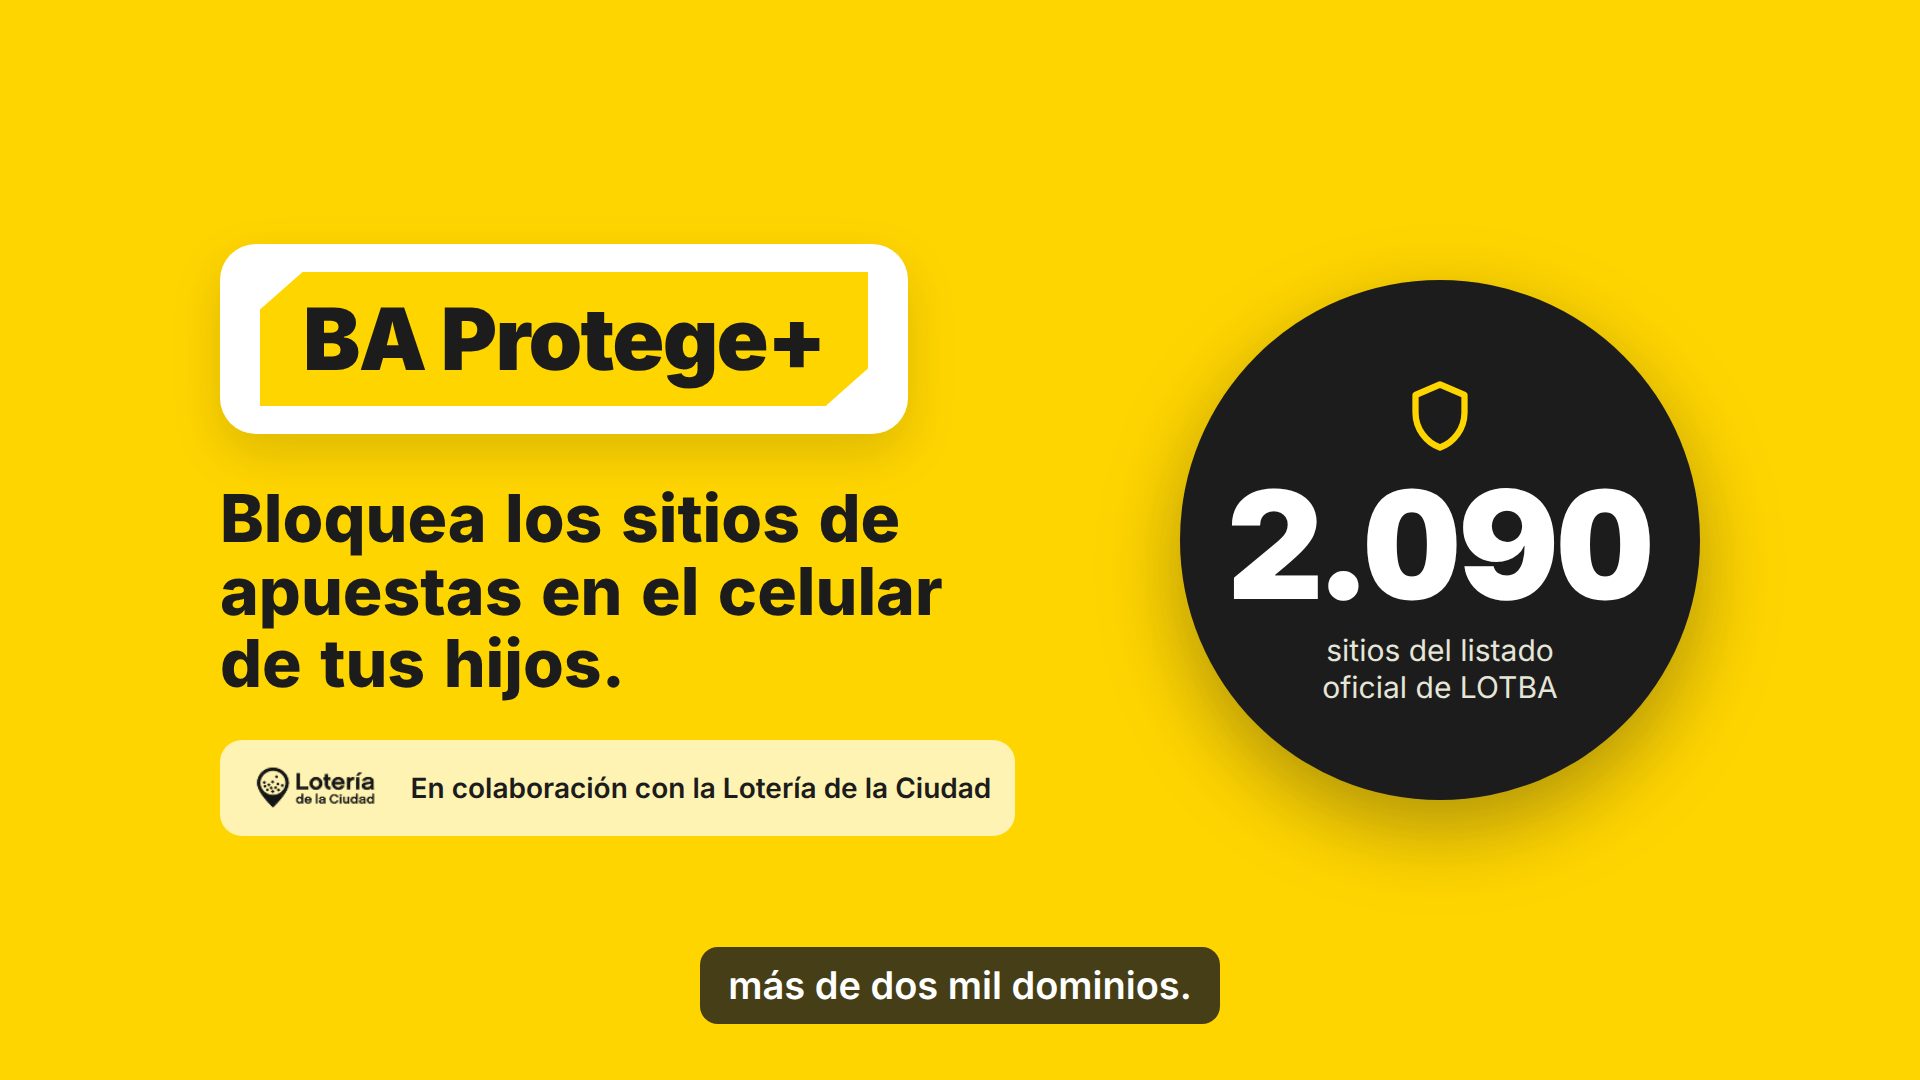 BA Protege+
Bloquea los sitios de
apuestas en el celular
de tus hijos.
Lotería
de la Ciudad
En colaboración con la Lotería de la Ciudad
2.090
sitios del listado
oficial de LOTBA
más de dos mil dominios.